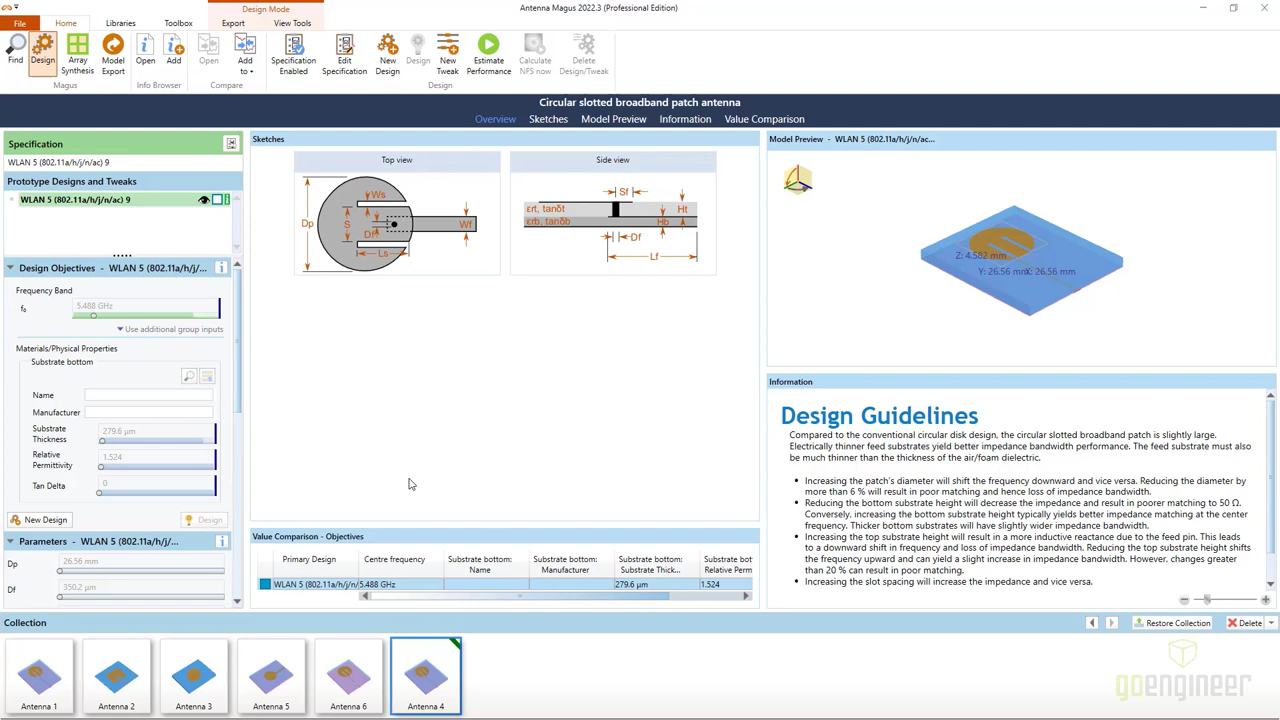 Design Mode
Antenna Magus 2022.3 (Professional Edition)
File
Home
Libraries
Toolbox
Export
View Tools
Find
Design
Array Synthesis
Model Export
Open
Add
Open
Add to
Specification Enabled
Edit Specification
New Design
Design
New Tweak
Estimate Performance
Calculate NFS now
Delete Design/Tweak
Magus
Info Browser
Compare
Design
Circular slotted broadband patch antenna
Overview
Sketches
Model Preview
Information
Value Comparison
Specification
WLAN 5 (802.11a/h/j/n/ac) 9
Prototype Designs and Tweaks
WLAN 5 (802.11a/h/j/n/ac) 9
Design Objectives - WLAN 5 (802.11a/h/j/...
Frequency Band
f₀
5.488 GHz
Use additional group inputs
Materials/Physical Properties
Substrate bottom
Name
Manufacturer
Substrate Thickness
279.6 µm
Relative Permittivity
1.524
Tan Delta
0
New Design
Design
Parameters - WLAN 5 (802.11a/h/j/...
Dp
26.56 mm
Df
350.2 µm
Sketches
Top view
Side view
Dp
Ws
S
Df
Ls
Wf
Sf
εrt, tanδt
εrb, tanδb
Ht
Hb
Df
Lf
Value Comparison - Objectives
Primary Design
Centre frequency
Substrate bottom: Name
Substrate bottom: Manufacturer
Substrate bottom: Substrate Thick...
Substrate bot
Relative Perm
WLAN 5 (802.11a/h/j/n/
5.488 GHz
279.6 µm
1.524
Model Preview - WLAN 5 (802.11a/h/j/n/ac...
Z: 4.582 mm
Y: 26.56 mm
X: 26.56 mm
Information
Design Guidelines
Compared to the conventional circular disk design, the circular slotted broadband patch is slightly large.
Electrically thinner feed substrates yield better impedance bandwidth performance. The feed substrate must also
be much thinner than the thickness of the air/foam dielectric.
• Increasing the patch's diameter will shift the frequency downward and vice versa. Reducing the diameter by
more than 6 % will result in poor matching and hence loss of impedance bandwidth.
• Reducing the bottom substrate height will decrease the impedance and result in poorer matching to 50 Ω.
Conversely, increasing the bottom substrate height typically yields better impedance matching at the center
frequency. Thicker bottom substrates will have slightly wider impedance bandwidth.
• Increasing the top substrate height will result in a more inductive reactance due to the feed pin. This leads
to a downward shift in frequency and loss of impedance bandwidth. Reducing the top substrate height shifts
the frequency upward and can yield a slight increase in impedance bandwidth. However, changes greater
than 20 % can result in poor matching.
• Increasing the slot spacing will increase the impedance and vice versa.
Collection
Restore Collection
Delete
Antenna 1
Antenna 2
Antenna 3
Antenna 5
Antenna 6
Antenna 4
goengineer